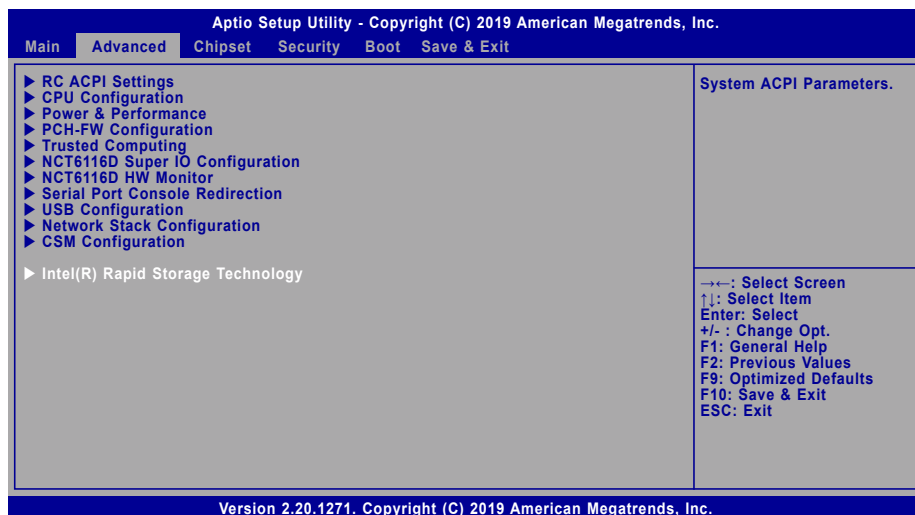 Aptio Setup Utility - Copyright (C) 2019 American Megatrends, Inc.
Main Advanced Chipset Security Boot Save & Exit
▶ RC ACPI Settings
▶ CPU Configuration
▶ Power & Performance
▶ PCH-FW Configuration
▶ Trusted Computing
▶ NCT6116D Super IO Configuration
▶ NCT6116D HW Monitor
▶ Serial Port Console Redirection
▶ USB Configuration
▶ Network Stack Configuration
▶ CSM Configuration
▶ Intel(R) Rapid Storage Technology
System ACPI Parameters.
→←: Select Screen
↑↓: Select Item
Enter: Select
+/- : Change Opt.
F1: General Help
F2: Previous Values
F9: Optimized Defaults
F10: Save & Exit
ESC: Exit
Version 2.20.1271. Copyright (C) 2019 American Megatrends, Inc.